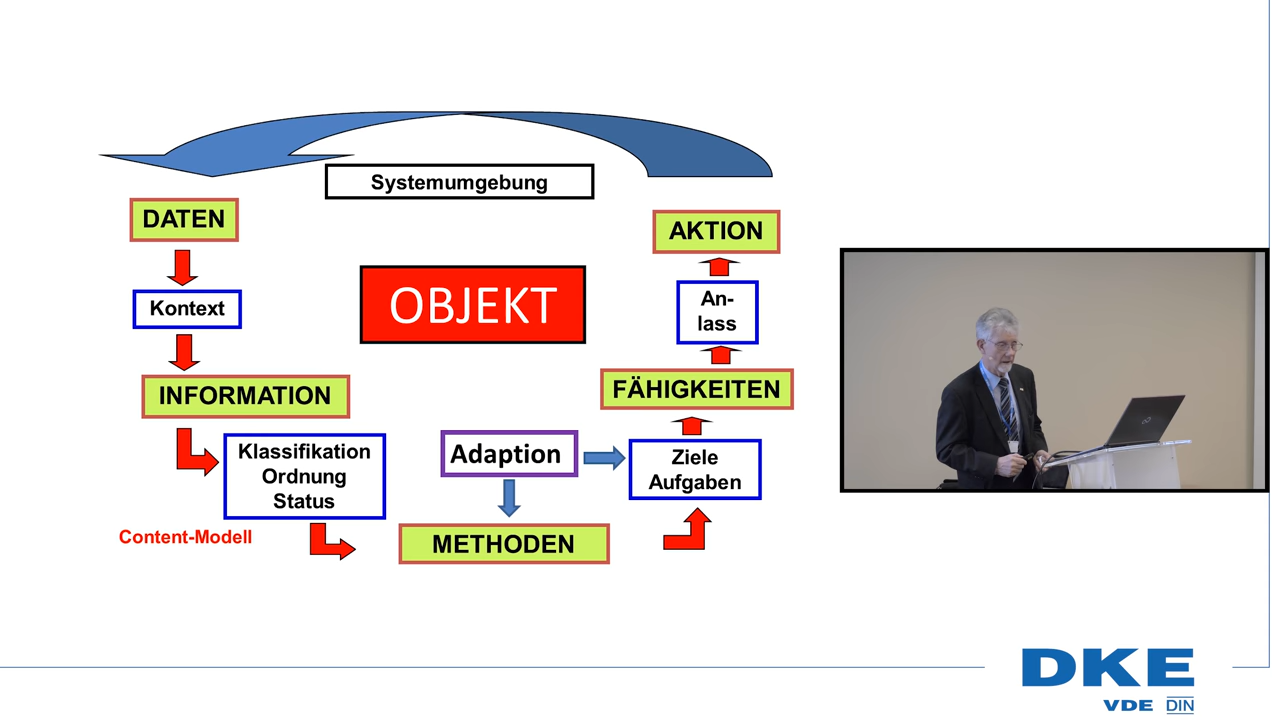 Systemumgebung
DATEN
Kontext
INFORMATION
Klassifikation
Ordnung
Status
Content-Modell
OBJEKT
Adaption
METHODEN
Ziele
Aufgaben
FÄHIGKEITEN
An-
lass
AKTION
DKE
VDE DIN